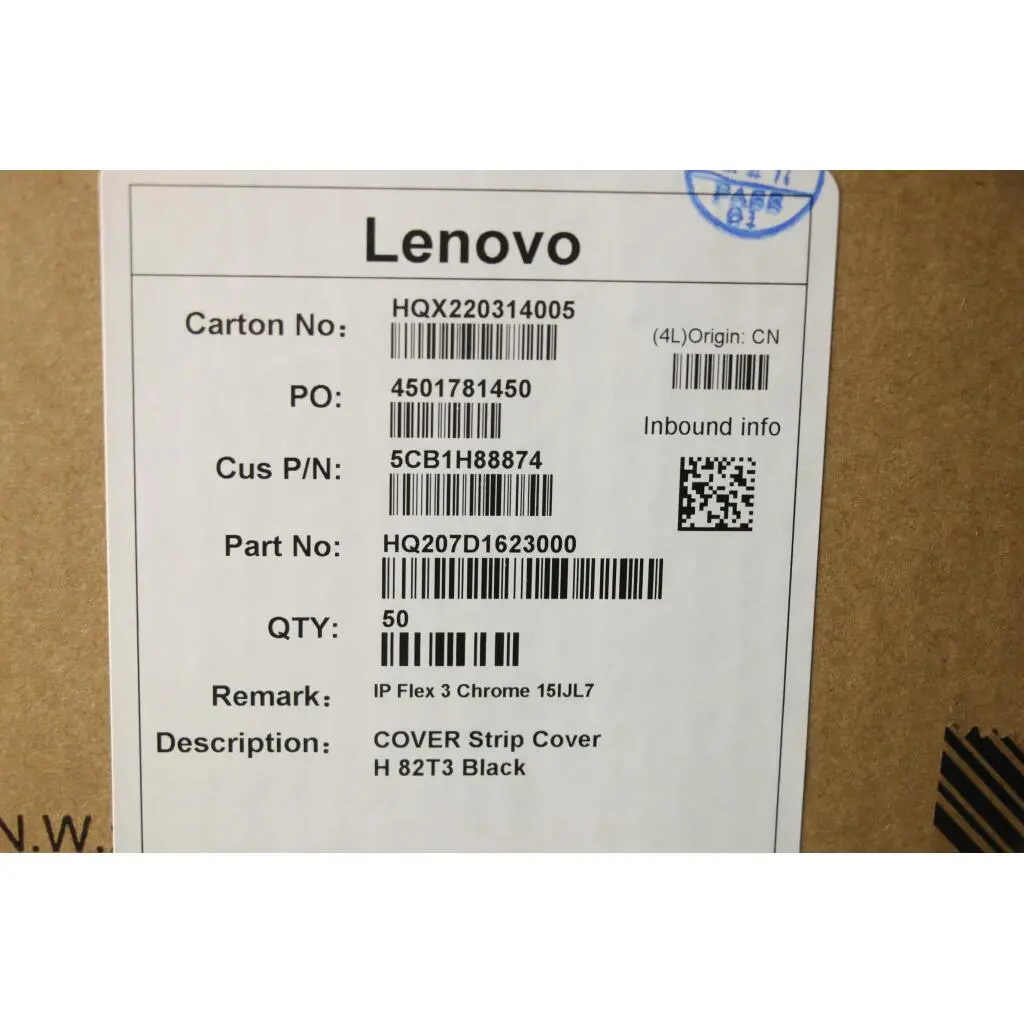 Lenovo
Carton No: HQX220314005
(4L)Origin: CN
PO: 4501781450
Inbound info
Cus P/N: 5CB1H88874
Part No: HQ207D1623000
QTY: 50
Remark: IP Flex 3 Chrome 15IJL7
Description: COVER Strip Cover
H 82T3 Black
PASS
N.W.